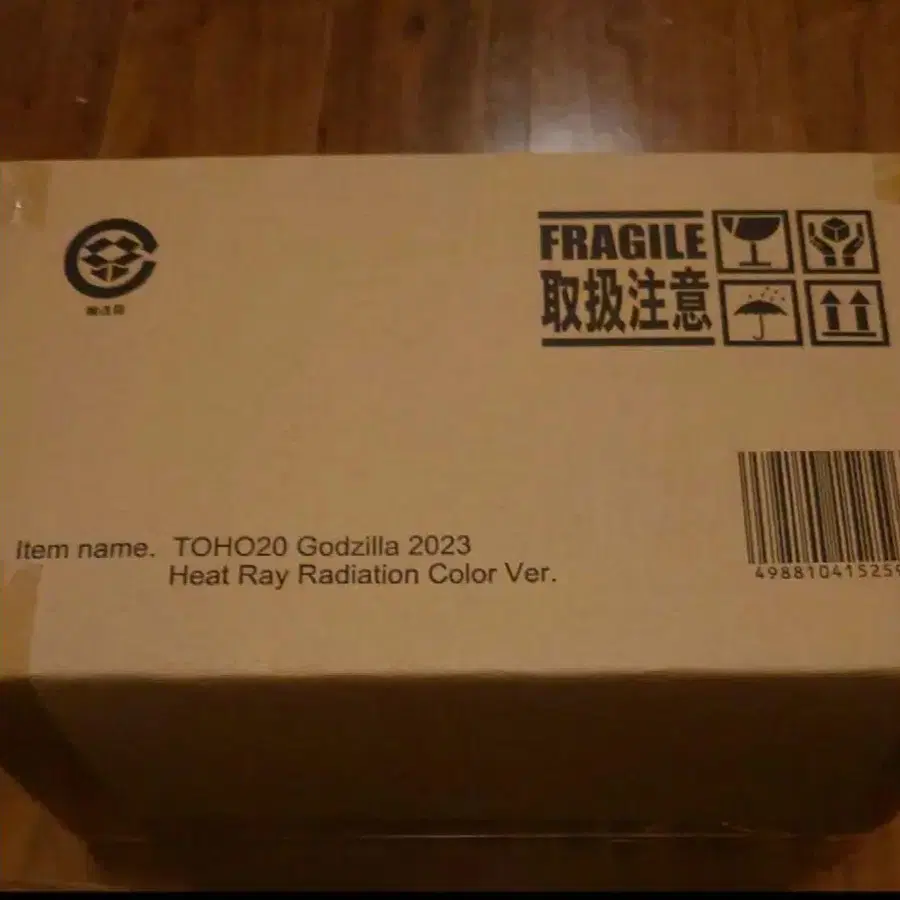 FRAGILE
取扱注意
Item name. TOHO20 Godzilla 2023
Heat Ray Radiation Color Ver.